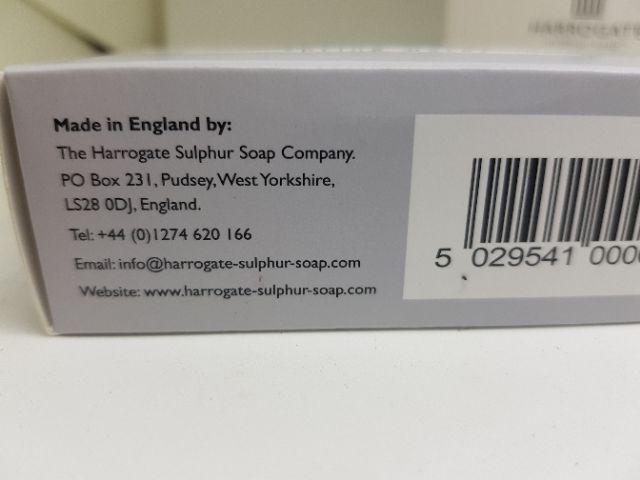 HARROGATE
Made in England by:
The Harrogate Sulphur Soap Company.
PO Box 231, Pudsey, West Yorkshire,
LS28 0DJ, England.
Tel: +44 (0)1274 620 166
Email: info@harrogate-sulphur-soap.com
Website: www.harrogate-sulphur-soap.com
5 029541 000